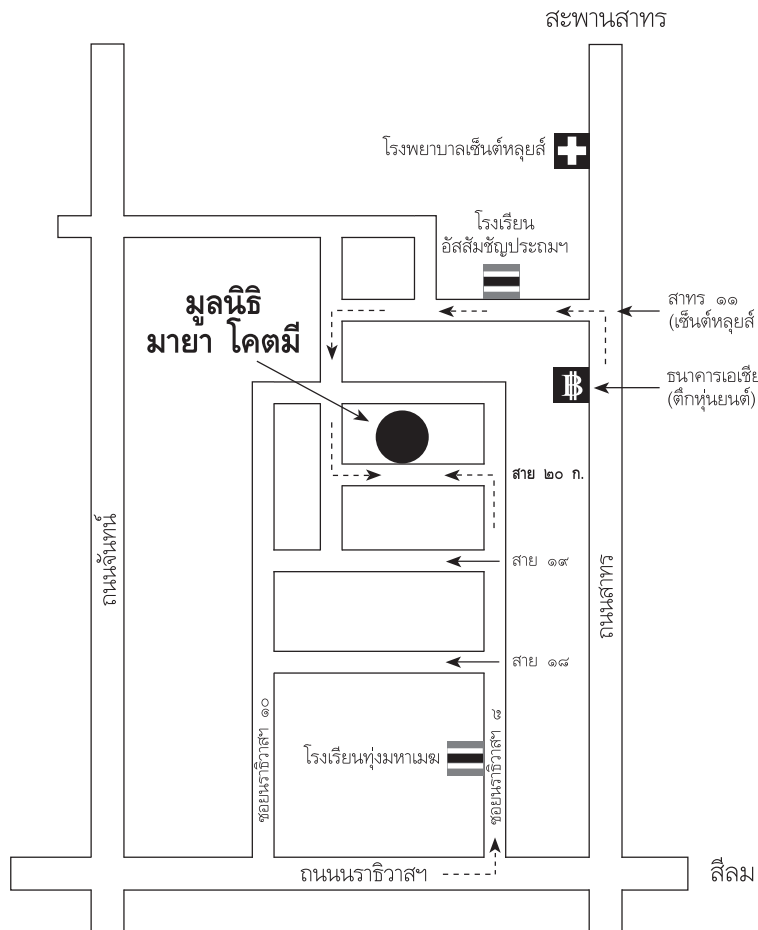 สะพานสาทร
โรงพยาบาลเซ็นต์หลุยส์
โรงเรียน
อัสสัมชัญประถมฯ
มูลนิธิ
มายา โคตมี
สาทร ๑๑
(เซ็นต์หลุยส์
ธนาคารเอเชีย
(ตึกหุ่นยนต์)
สาย ๒๐ ก.
ถนนจันทน์
ถนนสาทร
สาย ๑๙
สาย ๑๘
ซอยนราธิวาสฯ ๑๐
โรงเรียนทุ่งมหาเมฆ
ซอยนราธิวาสฯ ๘
ถนนนราธิวาสฯ
สีลม